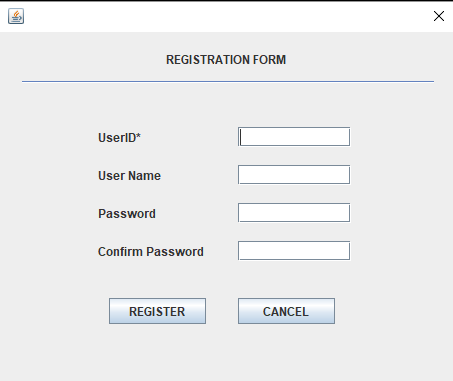 REGISTRATION FORM
UserID*
User Name
Password
Confirm Password
REGISTER CANCEL